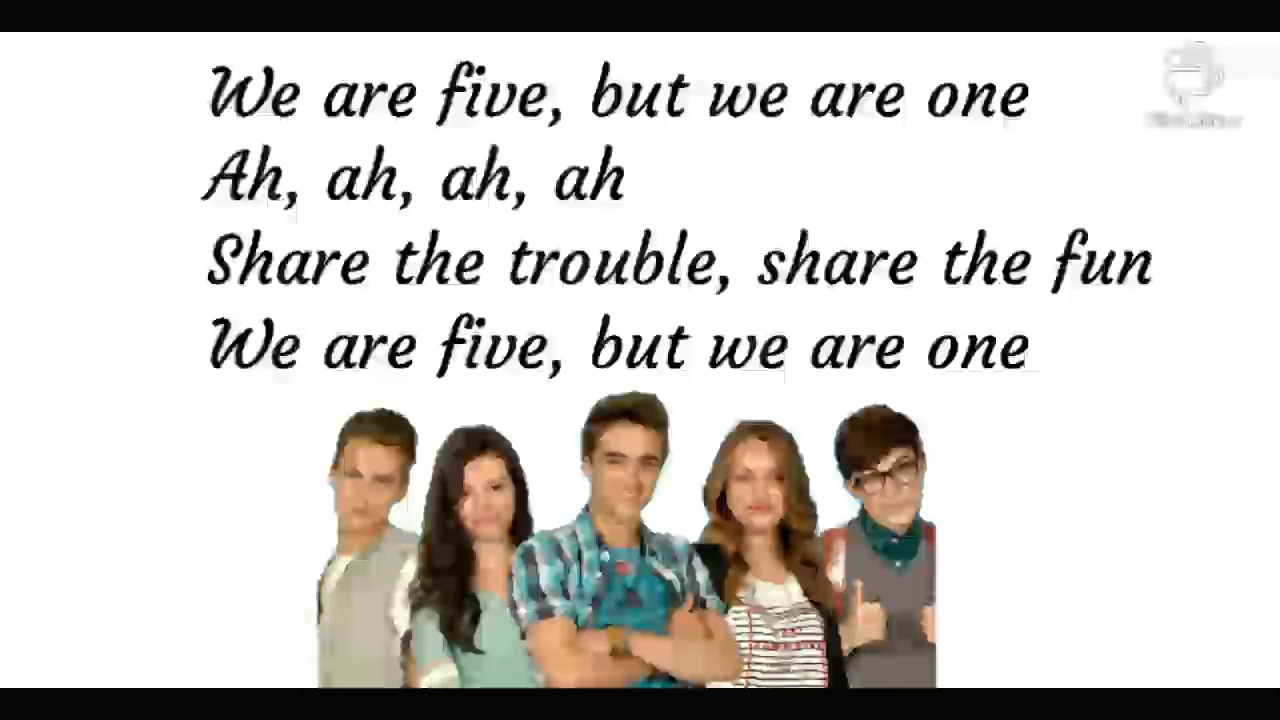 We are five, but we are one
Ah, ah, ah, ah
Share the trouble, share the fun
We are five, but we are one